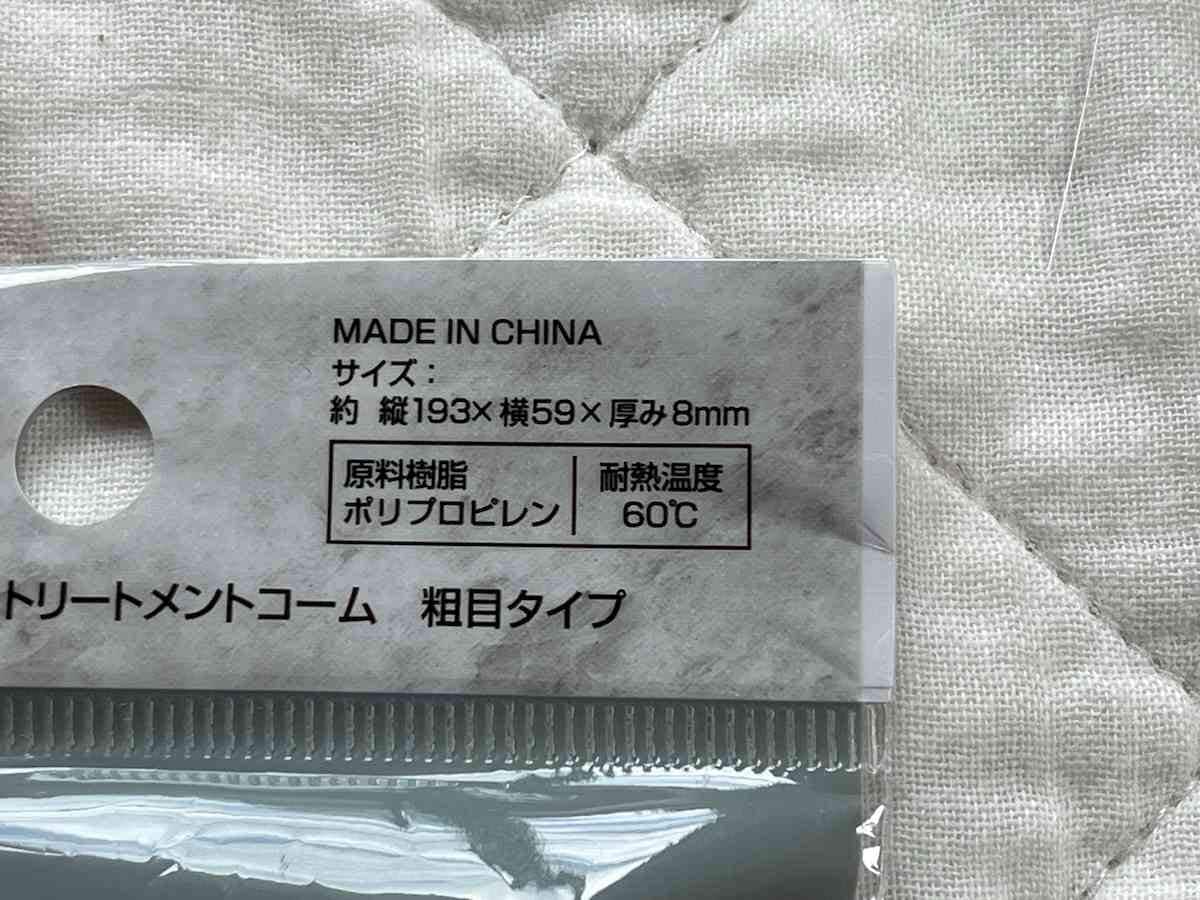 MADE IN CHINA
サイズ：
約 縦193×横59×厚み8mm
原料樹脂
ポリプロピレン
耐熱温度
60℃
トリートメントコーム 粗目タイプ